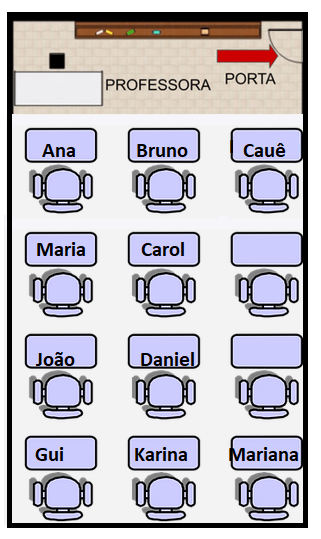 PROFESSORA PORTA
Ana Bruno Cauê
Maria Carol
João Daniel
Gui Karina Mariana